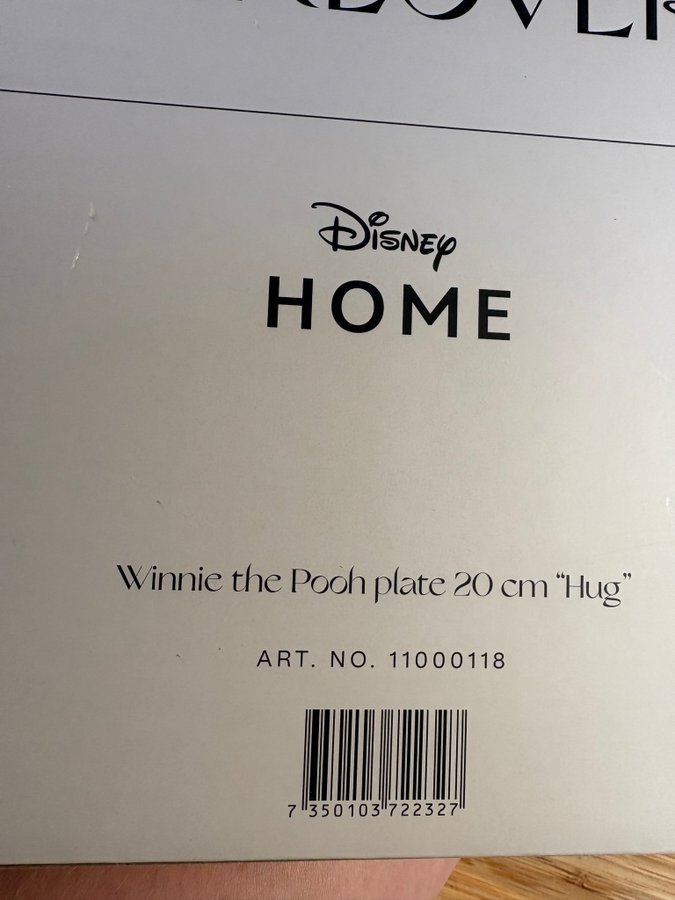 Disney
HOME
Winnie the Pooh plate 20 cm “Hug”
ART. NO. 11000118
7 350103 722327